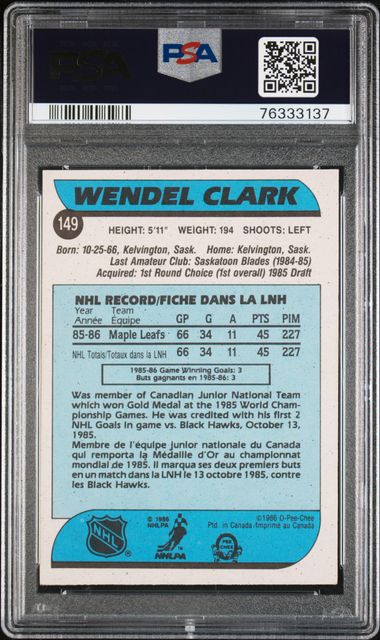 PSA
PSA
76333137
WENDEL CLARK
149
HEIGHT: 5'11" WEIGHT: 194 SHOOTS: LEFT
Born: 10-25-66, Kelvington, Sask. Home: Kelvington, Sask.
Last Amateur Club: Saskatoon Blades (1984-85)
Acquired: 1st Round Choice (1st overall) 1985 Draft
NHL RECORD/FICHE DANS LA LNH
Year Team
Année Équipe GP G A PTS PIM
85-86 Maple Leafs 66 34 11 45 227
NHL Totals/Totaux dans la LNH 66 34 11 45 227
1985-86 Game Winning Goals: 3
Buts gagnants en 1985-86: 3
Was member of Canadian Junior National Team
which won Gold Medal at the 1985 World Cham-
pionship Games. He was credited with his first 2
NHL Goals in game vs. Black Hawks, October 13,
1985.
Membre de l'équipe junior nationale du Canada
qui remporta la Médaille d'Or au championnat
mondial de 1985. Il marqua ses deux premiers buts
en un match dans la LNH le 13 octobre 1985, contre
les Black Hawks.
NHL
© 1986
NHLPA
NHLPA
©1986 O-Pee-Chee
Ptd. in Canada/Imprimé au Canada
O
PEE
CHEE